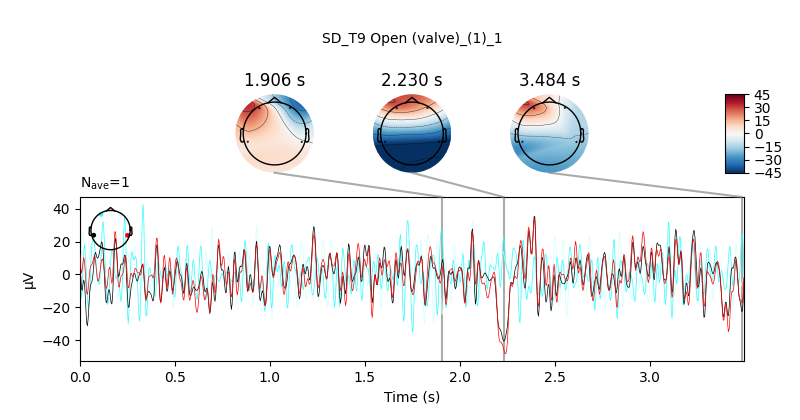 SD_T9 Open (valve)_(1)_1
1.906 s 2.230 s 3.484 s
45
30
15
0
−15
−30
−45
Nave=1
40
20
0
−20
−40
µV
0.0 0.5 1.0 1.5 2.0 2.5 3.0
Time (s)